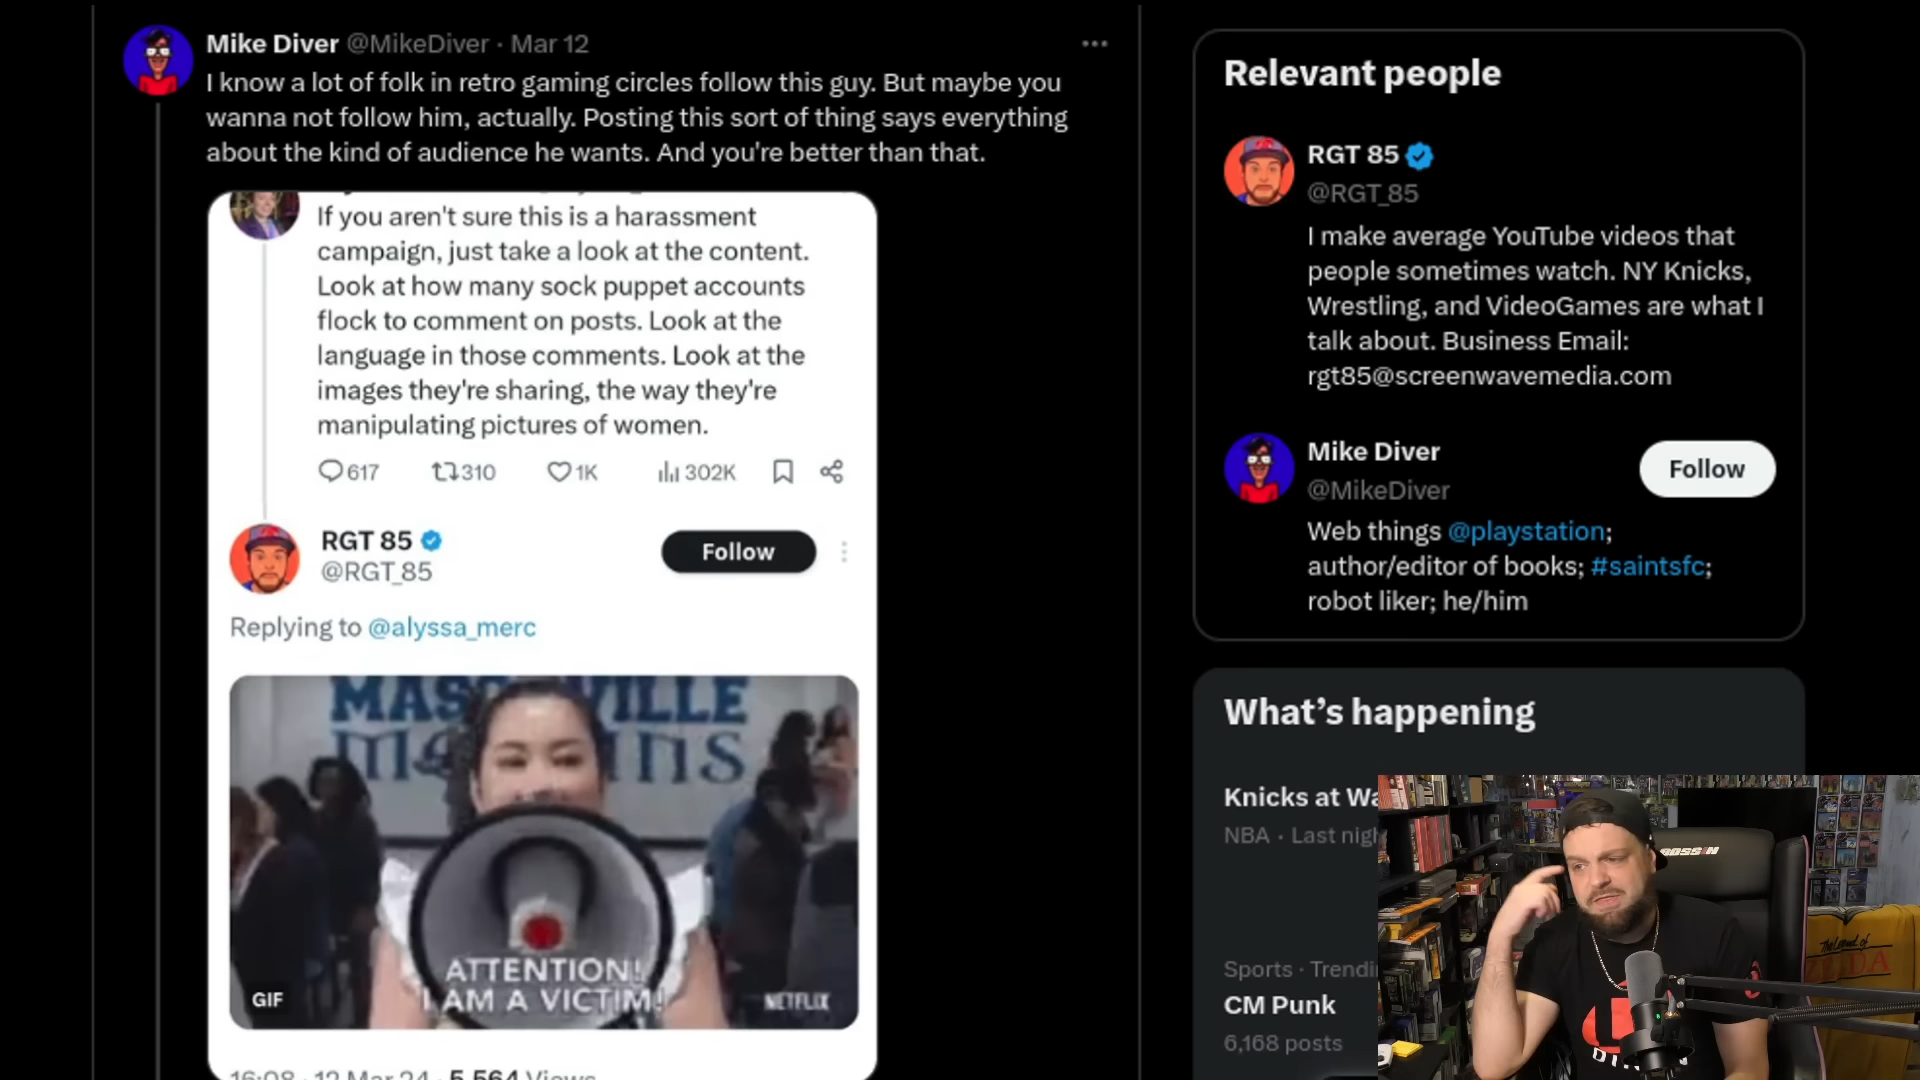 Mike Diver @MikeDiver · Mar 12
I know a lot of folk in retro gaming circles follow this guy. But maybe you
wanna not follow him, actually. Posting this sort of thing says everything
about the kind of audience he wants. And you're better than that.
If you aren't sure this is a harassment
campaign, just take a look at the content.
Look at how many sock puppet accounts
flock to comment on posts. Look at the
language in those comments. Look at the
images they're sharing, the way they're
manipulating pictures of women.
617 310 1K 302K
RGT 85
@RGT_85
Follow
Replying to @alyssa_merc
ATTENTION!
I AM A VICTIM!
GIF
NETFLIX
16:08 · 12 Mar 24 · 5,564 Views
Relevant people
RGT 85
@RGT_85
I make average YouTube videos that
people sometimes watch. NY Knicks,
Wrestling, and VideoGames are what I
talk about. Business Email:
rgt85@screenwavemedia.com
Mike Diver
@MikeDiver
Follow
Web things @playstation;
author/editor of books; #saintsfc;
robot liker; he/him
What's happening
Knicks at Wa
NBA · Last nigh
Sports · Trendi
CM Punk
6,168 posts
The Legend of
ZELDA